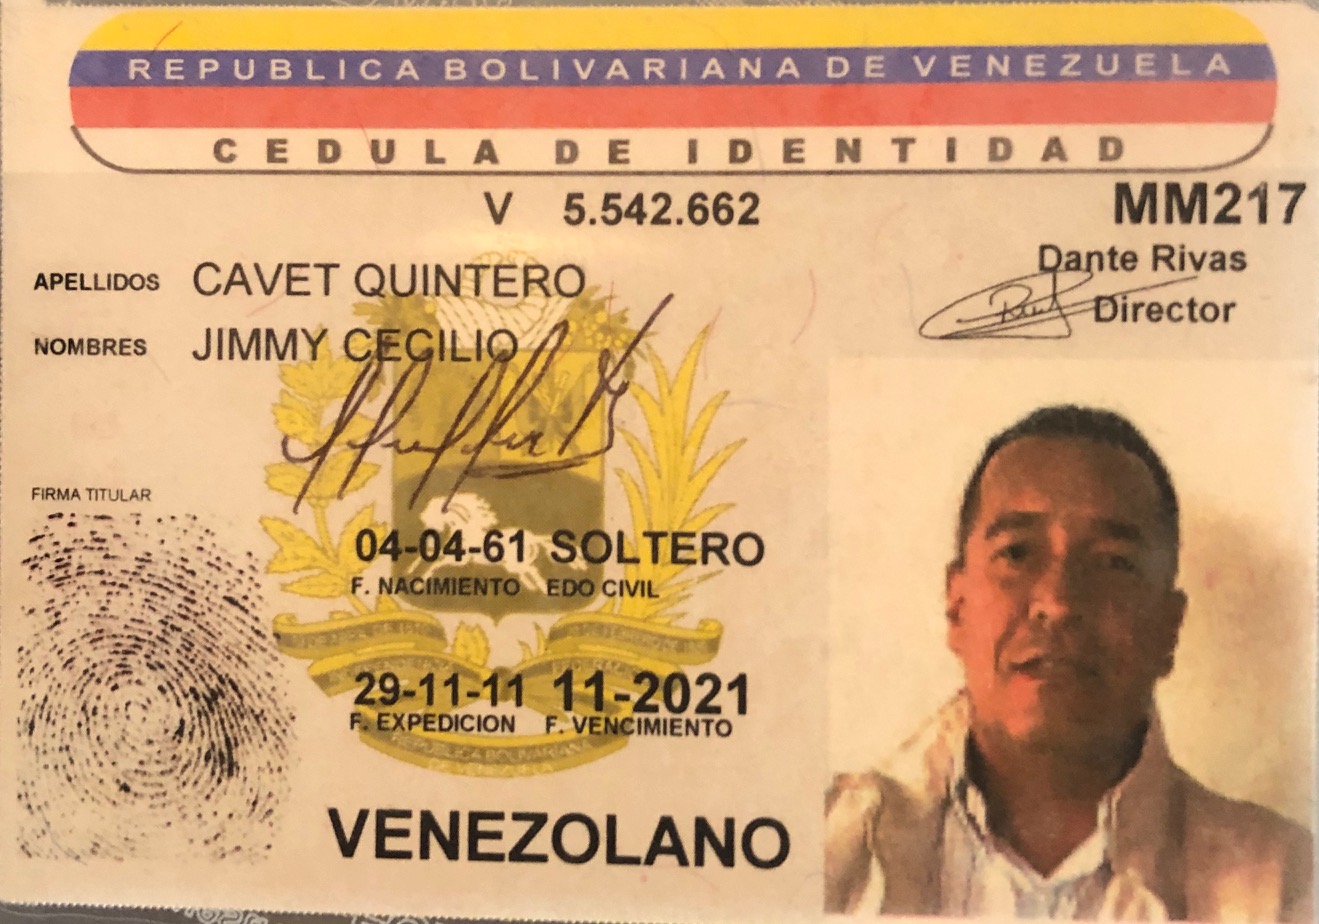 REPUBLICA BOLIVARIANA DE VENEZUELA
CEDULA DE IDENTIDAD
V 5.542.662
MM217
APELLIDOS CAVET QUINTERO
Dante Rivas
Director
NOMBRES JIMMY CECILIO
FIRMA TITULAR
04-04-61 SOLTERO
F. NACIMIENTO EDO CIVIL
29-11-11 11-2021
F. EXPEDICION F. VENCIMIENTO
REPUBLICA BOLIVARIANA
DE VENEZUELA
VENEZOLANO